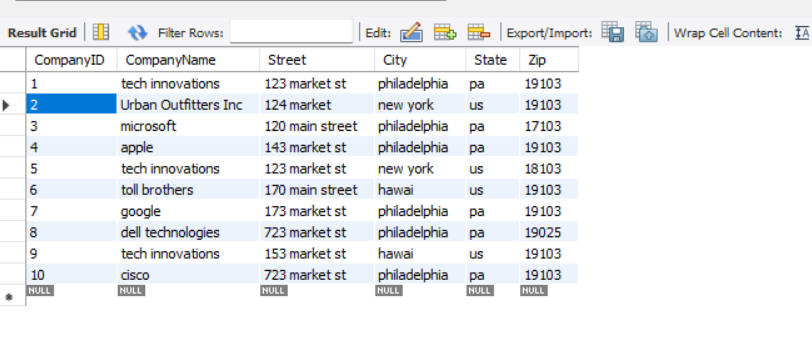 Result Grid Filter Rows: Edit: Export/Import: Wrap Cell Content: IA
CompanyID CompanyName Street City State Zip
1 tech innovations 123 market st philadelphia pa 19103
2 Urban Outfitters Inc 124 market new york us 19103
3 microsoft 120 main street philadelphia pa 17103
4 apple 143 market st philadelphia pa 19103
5 tech innovations 123 market st new york us 18103
6 toll brothers 170 main street hawai us 19103
7 google 173 market st philadelphia pa 19103
8 dell technologies 723 market st philadelphia pa 19025
9 tech innovations 153 market st hawai us 19103
10 cisco 723 market st philadelphia pa 19103
NULL NULL NULL NULL NULL NULL